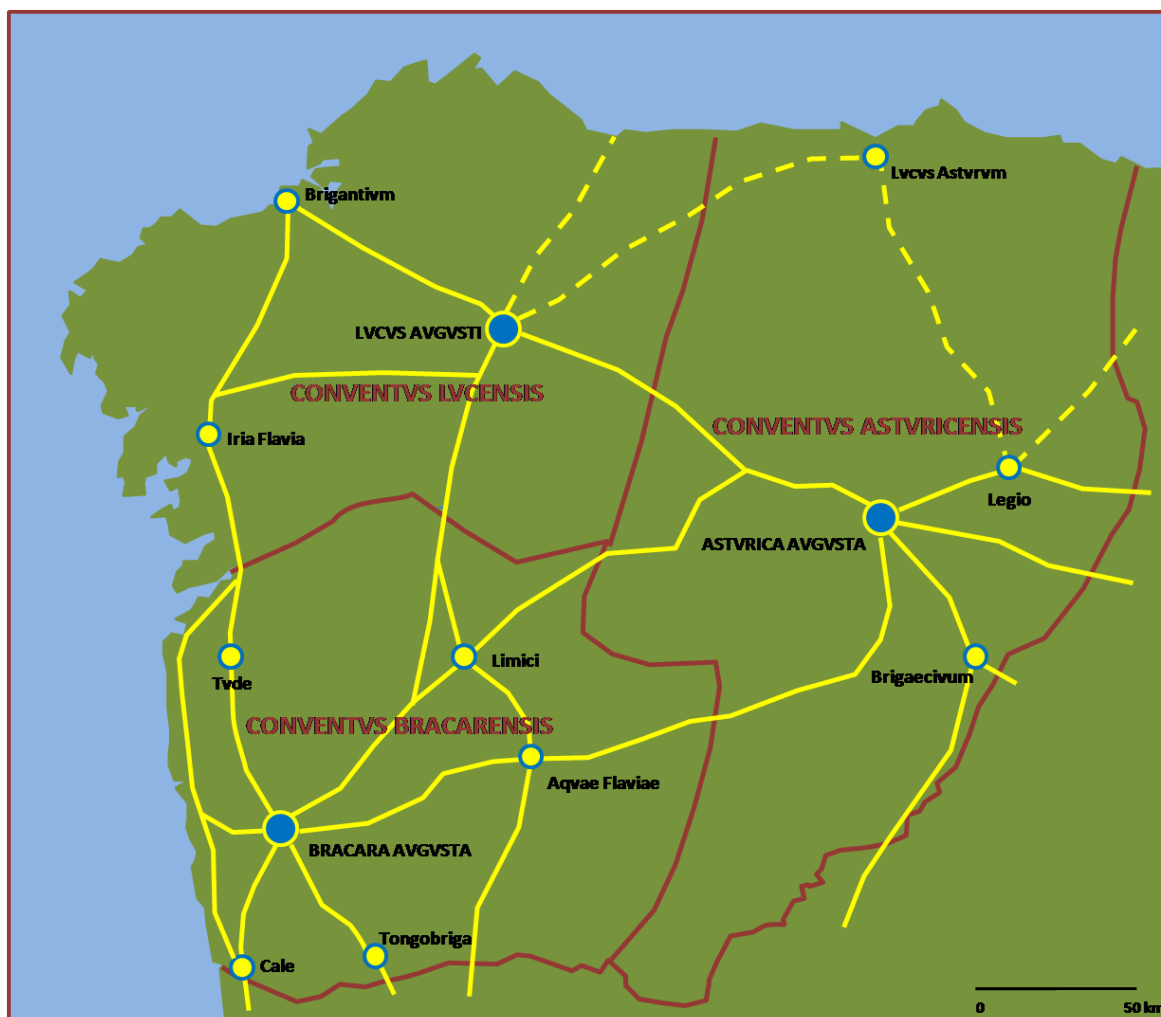 Lvcvs Astvrvm
Brigantivm
LVCVS AVGVSTI
CONVENTVS LVCENSIS
CONVENTVS ASTVRICENSIS
Iria Flavia
Legio
ASTVRICA AVGVSTA
Limici
Brigaecivum
Tvde
CONVENTVS BRACARENSIS
Aqvae Flaviae
BRACARA AVGVSTA
Tongobriga
Cale
0 50 km